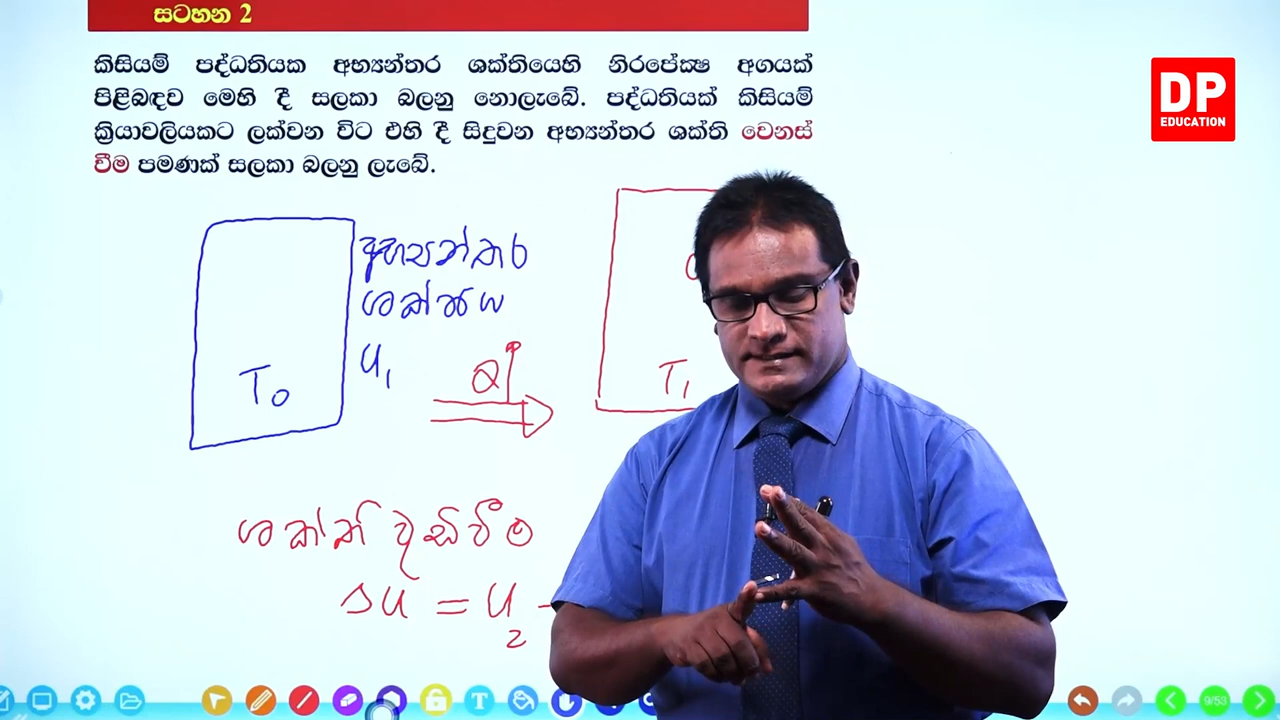 සටහන 2
කිසියම් පද්ධතියක අභ්‍යන්තර ශක්තියෙහි නිරපේක්‍ෂ අගයක්
පිළිබඳව මෙහි දී සලකා බලනු නොලැබේ. පද්ධතියක් කිසියම්
ක්‍රියාවලියකට ලක්වන විට එහි දී සිදුවන අභ්‍යන්තර ශක්ති වෙනස්
වීම පමණක් සලකා බලනු ලැබේ.
DP
EDUCATION
අභ්‍යන්තර
ශක්තිය
U₁
T₀
Q
T₁
ශක්ති වැඩිවීම
ΔU = U₂ -
9/53